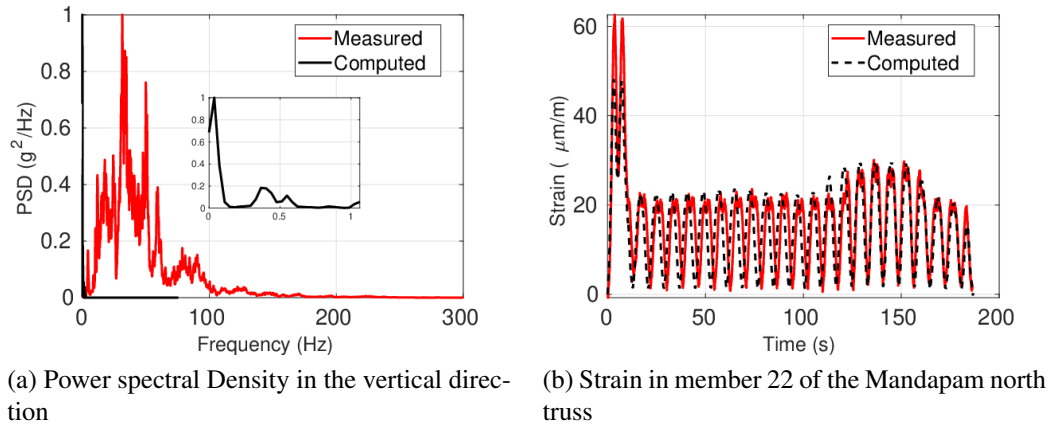 1
0.8
0.6
0.4
0.2
0
PSD (g²/Hz)
0 100 200 300
Frequency (Hz)
Measured
Computed
1
0.8
0.6
0.4
0.2
0
0 0.5 1
(a) Power spectral Density in the vertical direc-
tion
60
40
20
0
Strain ( μm/m)
0 50 100 150 200
Time (s)
Measured
Computed
(b) Strain in member 22 of the Mandapam north
truss